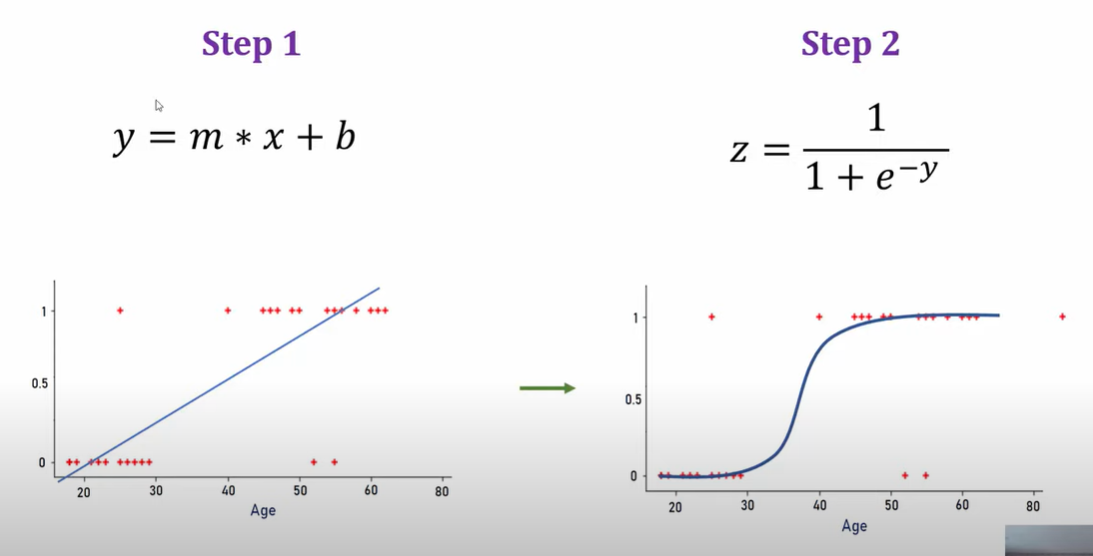 Step 1
y = m * x + b
1
0.5
0
20 30 40 50 60 80
Age
Step 2
z = 1 / (1 + e^{-y})
1
0.5
0
20 30 40 50 60 80
Age